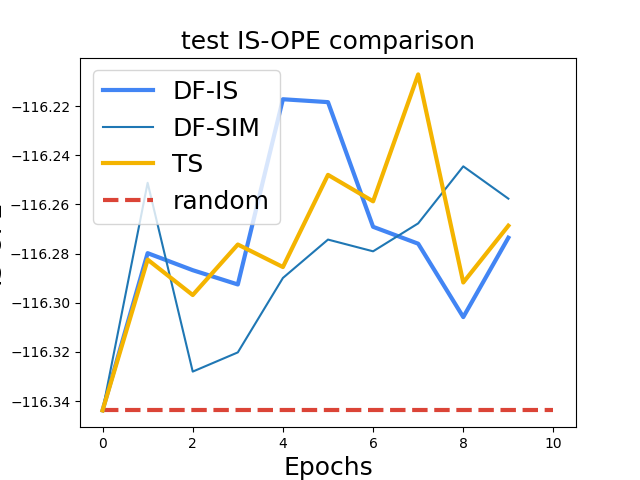 test IS-OPE comparison
DF-IS
DF-SIM
TS
random
−116.22
−116.24
−116.26
−116.28
−116.30
−116.32
−116.34
0
2
4
6
8
10
Epochs